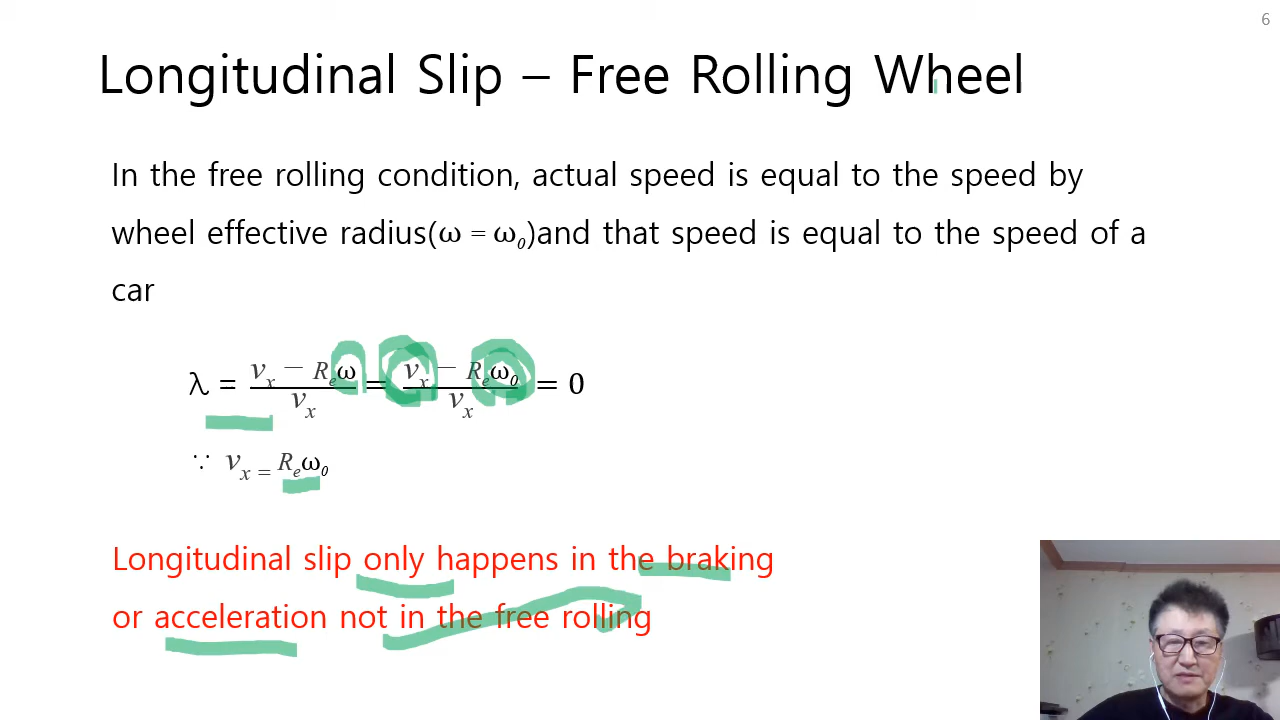 6
Longitudinal Slip – Free Rolling Wheel
In the free rolling condition, actual speed is equal to the speed by
wheel effective radius(ω = ω₀)and that speed is equal to the speed of a
car
λ = (vₓ − Rₑω)/vₓ = (vₓ − Rₑω₀)/vₓ = 0
∵ vₓ = Rₑω₀
Longitudinal slip only happens in the braking
or acceleration not in the free rolling